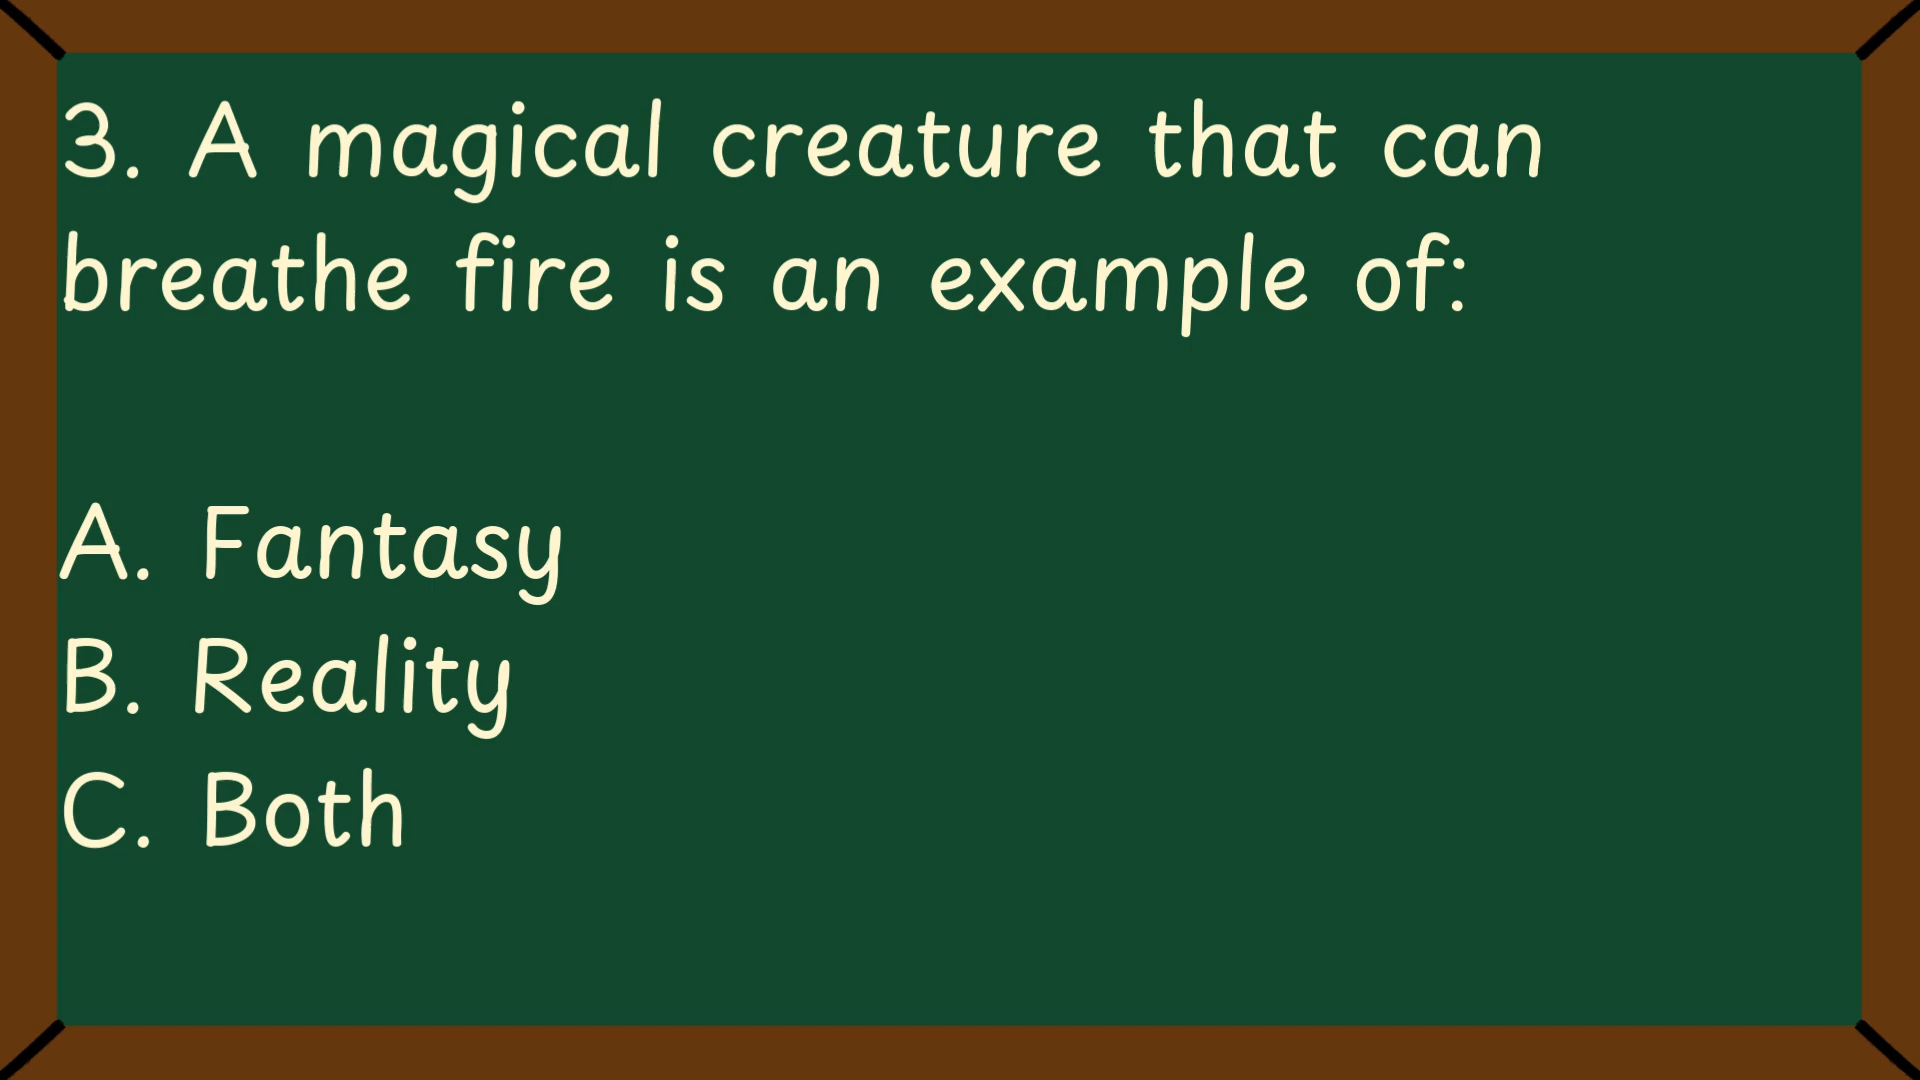 3. A magical creature that can
breathe fire is an example of:
A. Fantasy
B. Reality
C. Both